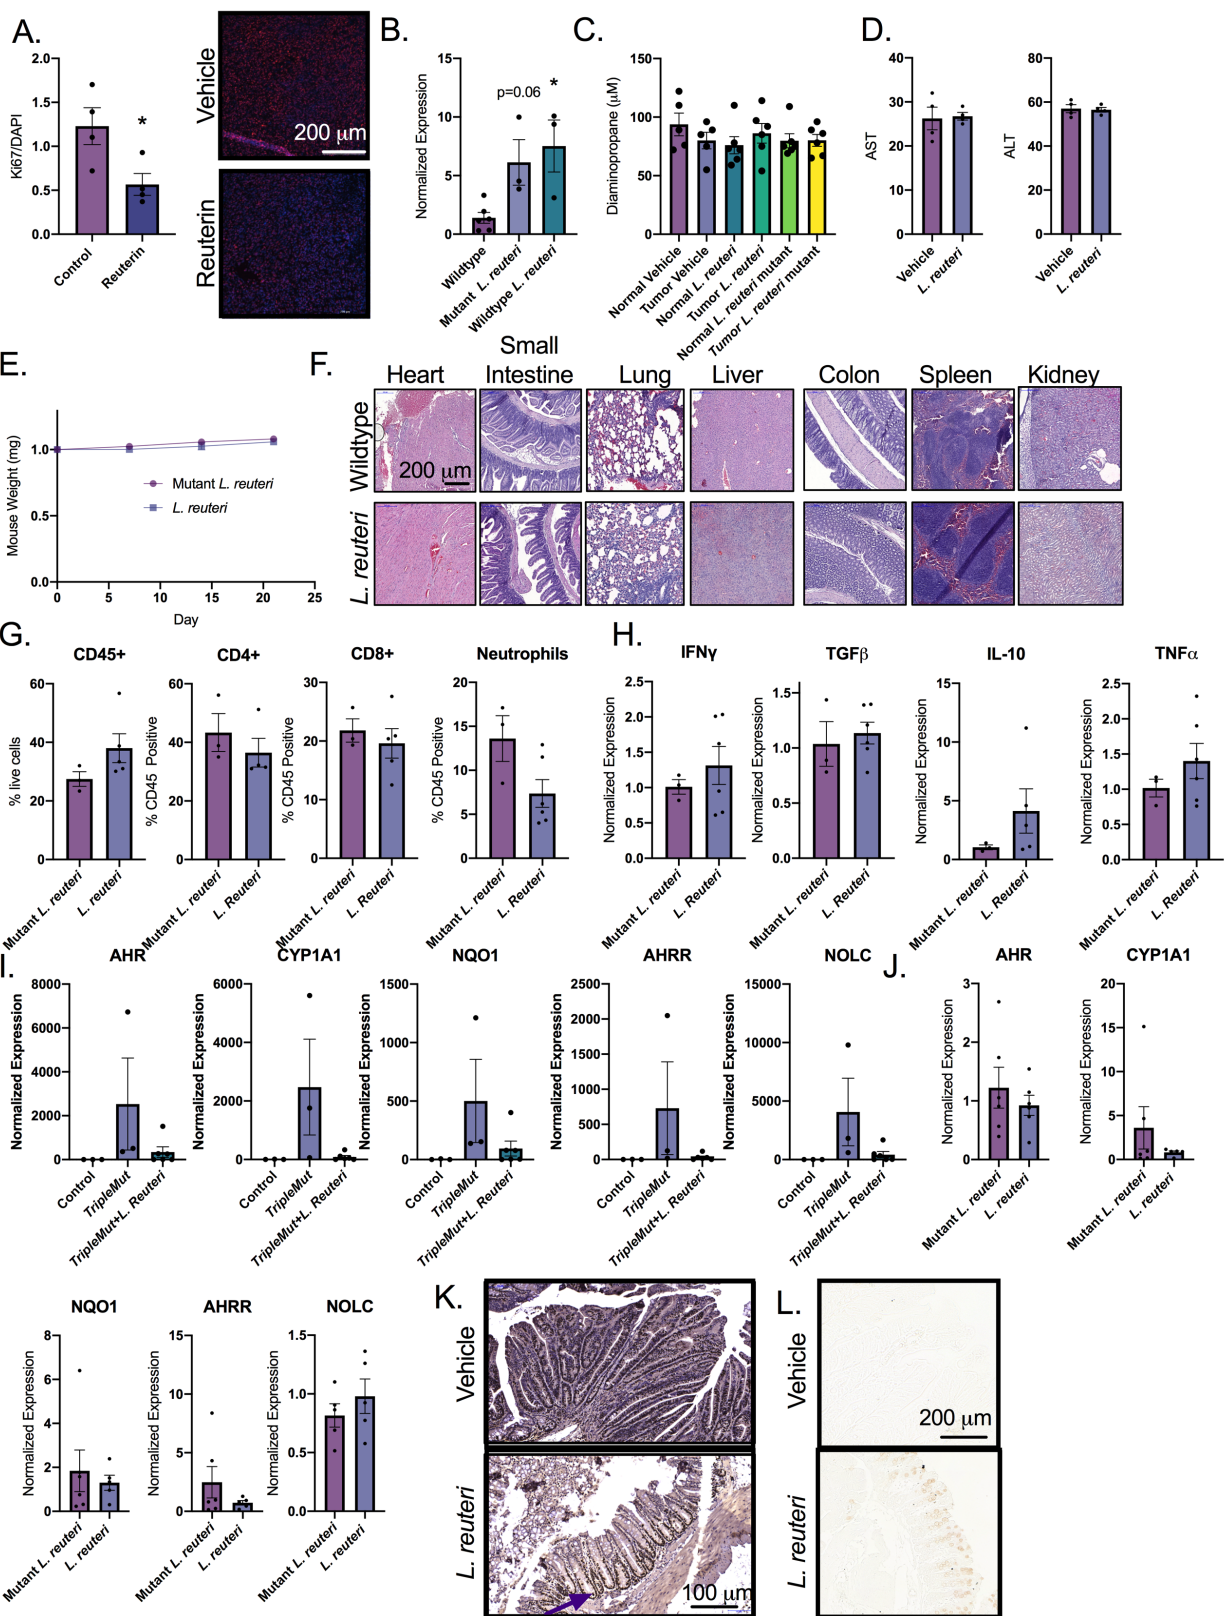 A.
Ki67/DAPI
2.0
1.5
1.0
0.5
0.0
Control
Reuterin
*
Vehicle
200 μm
Reuterin
B.
Normalized Expression
15
10
5
0
p=0.06
*
Wildtype
Mutant L. reuteri
Wildtype L. reuteri
C.
Diaminopropane (μM)
150
100
50
0
Normal Vehicle
Tumor Vehicle
Normal L. reuteri
Tumor L. reuteri
Normal L. reuteri mutant
Tumor L. reuteri mutant
D.
AST
40
30
20
10
0
Vehicle
L. reuteri
ALT
80
60
40
20
0
Vehicle
L. reuteri
E.
Mouse Weight (mg)
1.0
0.5
0.0
0 5 10 15 20 25
Day
Mutant L. reuteri
L. reuteri
F.
Heart
Small
Intestine
Lung
Liver
Colon
Spleen
Kidney
Wildtype
200 μm
L. reuteri
G.
CD45+
% live cells
60
40
20
0
Mutant L. reuteri
L. reuteri
CD4+
% CD45 Positive
60
40
20
0
Mutant L. reuteri
L. Reuteri
CD8+
% CD45 Positive
30
20
10
0
Mutant L. reuteri
L. Reuteri
Neutrophils
% CD45 Positive
20
15
10
5
0
Mutant L. reuteri
L. Reuteri
H.
IFNγ
Normalized Expression
2.5
2.0
1.5
1.0
0.5
0.0
Mutant L. reuteri
L. Reuteri
TGFβ
Normalized Expression
1.5
1.0
0.5
0.0
Mutant L. reuteri
L. Reuteri
IL-10
Normalized Expression
15
10
5
0
Mutant L. reuteri
L. Reuteri
TNFα
Normalized Expression
2.5
2.0
1.5
1.0
0.5
0.0
Mutant L. reuteri
L. Reuteri
I.
AHR
Normalized Expression
8000
6000
4000
2000
0
Control
TripleMut
TripleMut+L. Reuteri
CYP1A1
Normalized Expression
6000
4000
2000
0
Control
TripleMut
TripleMut+L. Reuteri
NQO1
Normalized Expression
1500
1000
500
0
Control
TripleMut
TripleMut+L. Reuteri
AHRR
Normalized Expression
2500
2000
1500
1000
500
0
Control
TripleMut
TripleMut+L. Reuteri
NOLC
Normalized Expression
15000
10000
5000
0
Control
TripleMut
TripleMut+L. Reuteri
J.
AHR
Normalized Expression
3
2
1
0
Mutant L. reuteri
L. reuteri
CYP1A1
Normalized Expression
20
15
10
5
0
Mutant L. reuteri
L. reuteri
NQO1
Normalized Expression
8
6
4
2
0
Mutant L. reuteri
L. reuteri
AHRR
Normalized Expression
15
10
5
0
Mutant L. reuteri
L. reuteri
NOLC
Normalized Expression
1.5
1.0
0.5
0.0
Mutant L. reuteri
L. reuteri
K.
Vehicle
L. reuteri
100 μm
L.
Vehicle
200 μm
L. reuteri